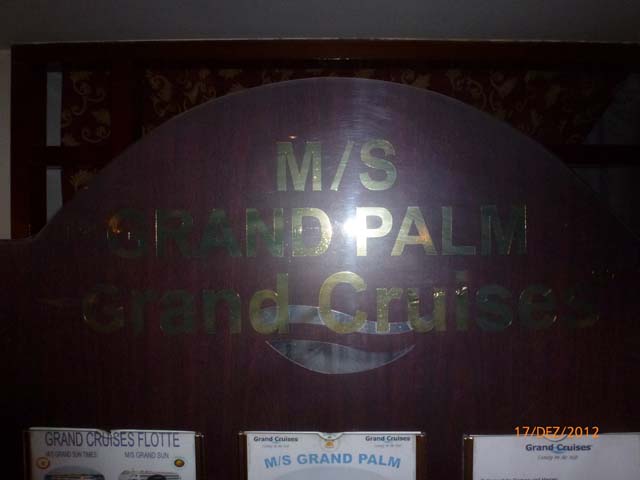 M/S
GRAND PALM
Grand Cruises
GRAND CRUISES FLOTTE
M/S GRAND SUN TIMES
M/S GRAND SUN
Grand Cruises
Grand Cruises
M/S GRAND PALM
Grand Cruises
17/DEZ/2012